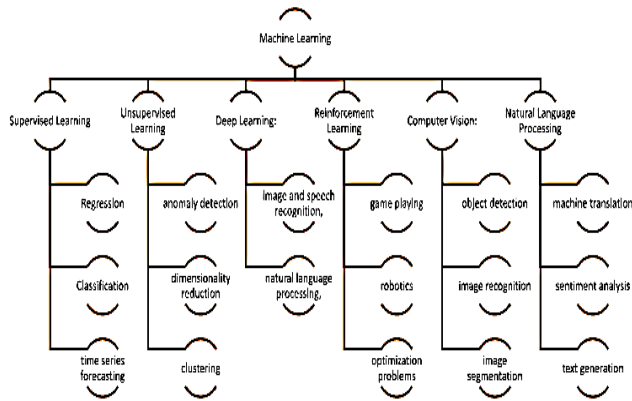 Machine Learning
Supervised Learning
Unsupervised
Learning
Deep Learning:
Reinforcement
Learning
Computer Vision:
Natural Language
Processing
Regression
Classification
time series
forecasting
anomaly detection
dimensionality
reduction
clustering
image and speech
recognition,
natural language
processing,
game playing
robotics
optimization
problems
object detection
image recognition
image
segmentation
machine translation
sentiment analysis
text generation